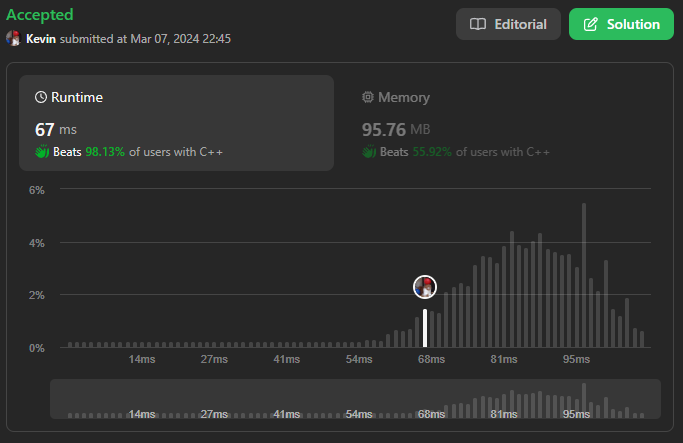 Accepted
Kevin submitted at Mar 07, 2024 22:45
Editorial
Solution
Runtime
67 ms
Beats 98.13% of users with C++
Memory
95.76 MB
Beats 55.92% of users with C++
6%
4%
2%
0%
14ms 27ms 41ms 54ms 68ms 81ms 95ms
14ms 27ms 41ms 54ms 68ms 81ms 95ms